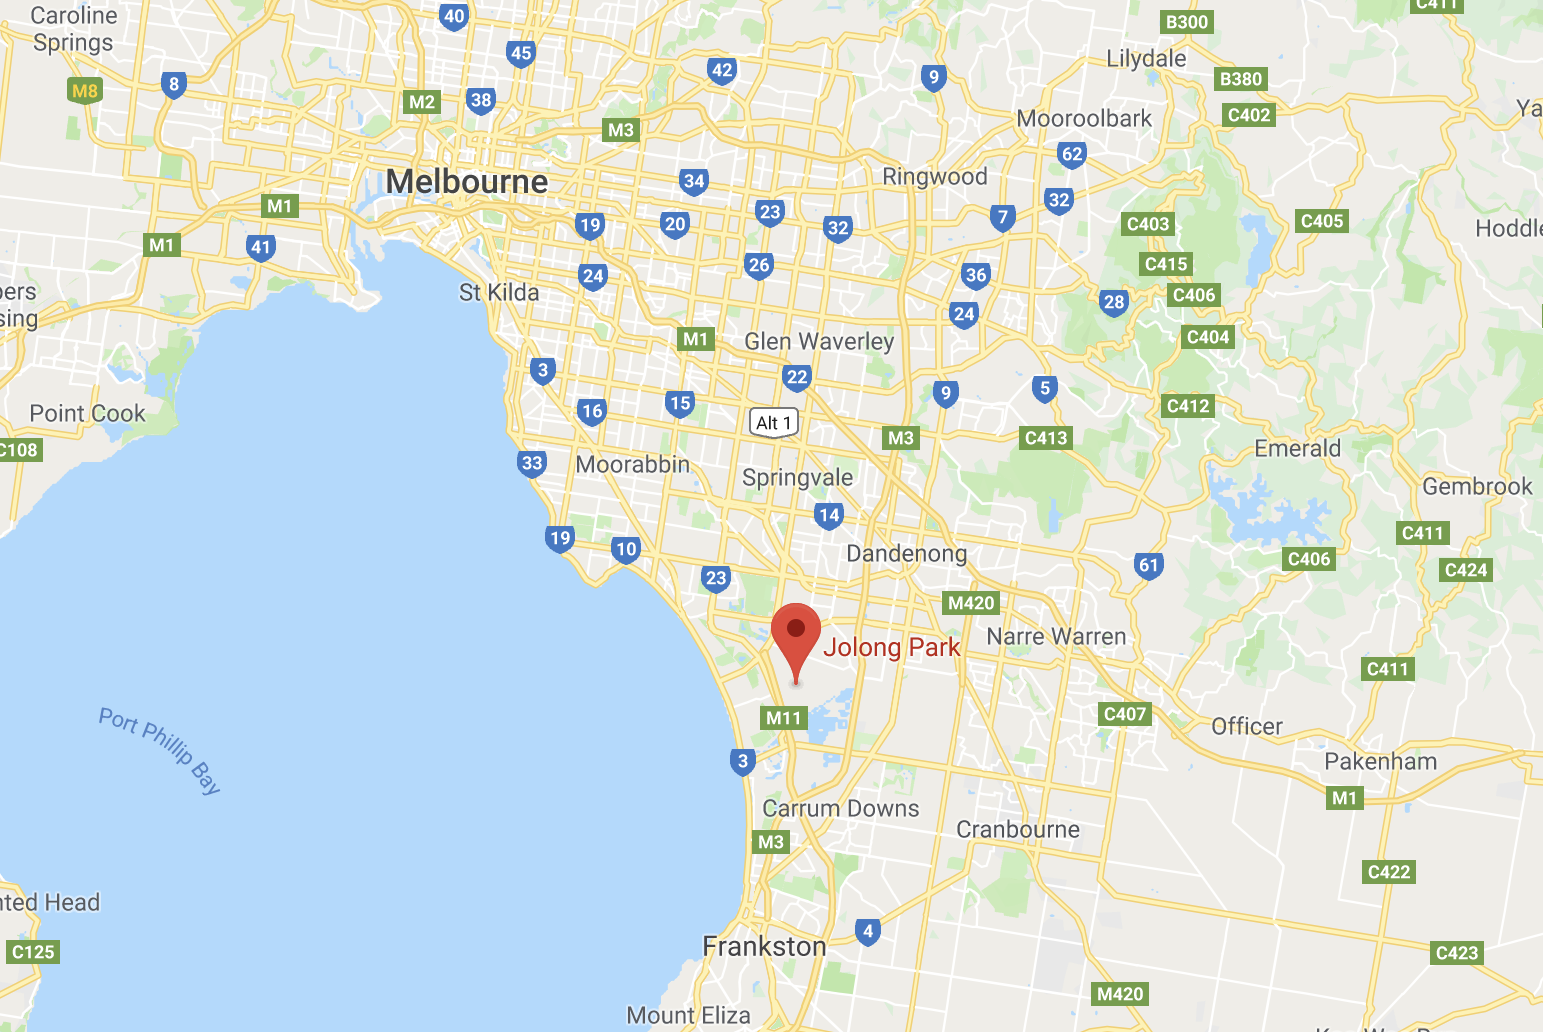 C411
Caroline
Springs
40
B300
45
Lilydale
42
9
B380
8
M8
M2
38
C402
Mooroolbark
M3
62
Ringwood
Melbourne
34
32
M1
23
7
C403
C405
19
20
32
Hoddle
M1
41
C415
26
24
36
St Kilda
C406
28
24
M1
Glen Waverley
C404
3
22
5
9
15
16
C412
Point Cook
Alt 1
M3
C413
C108
Emerald
33
Moorabbin
Springvale
Gembrook
14
C411
19
10
Dandenong
C406
61
C424
23
M420
Narre Warren
Jolong Park
C411
Port Phillip Bay
M11
C407
Officer
3
Pakenham
M1
Carrum Downs
Cranbourne
M3
C422
nted Head
4
Frankston
C125
C423
M420
Mount Eliza